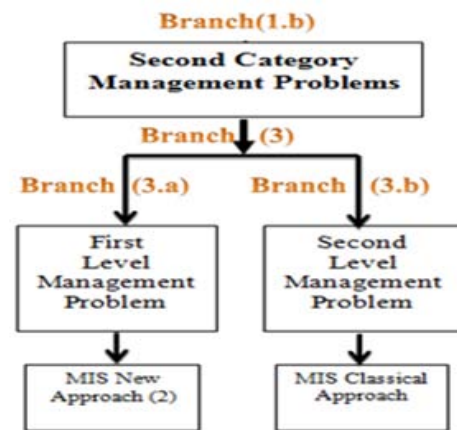 Branch(1.b)
Second Category
Management Problems
Branch (3)
Branch (3.a)
Branch (3.b)
First
Level
Management
Problem
Second
Level
Management
Problem
MIS New
Approach (2)
MIS Classical
Approach